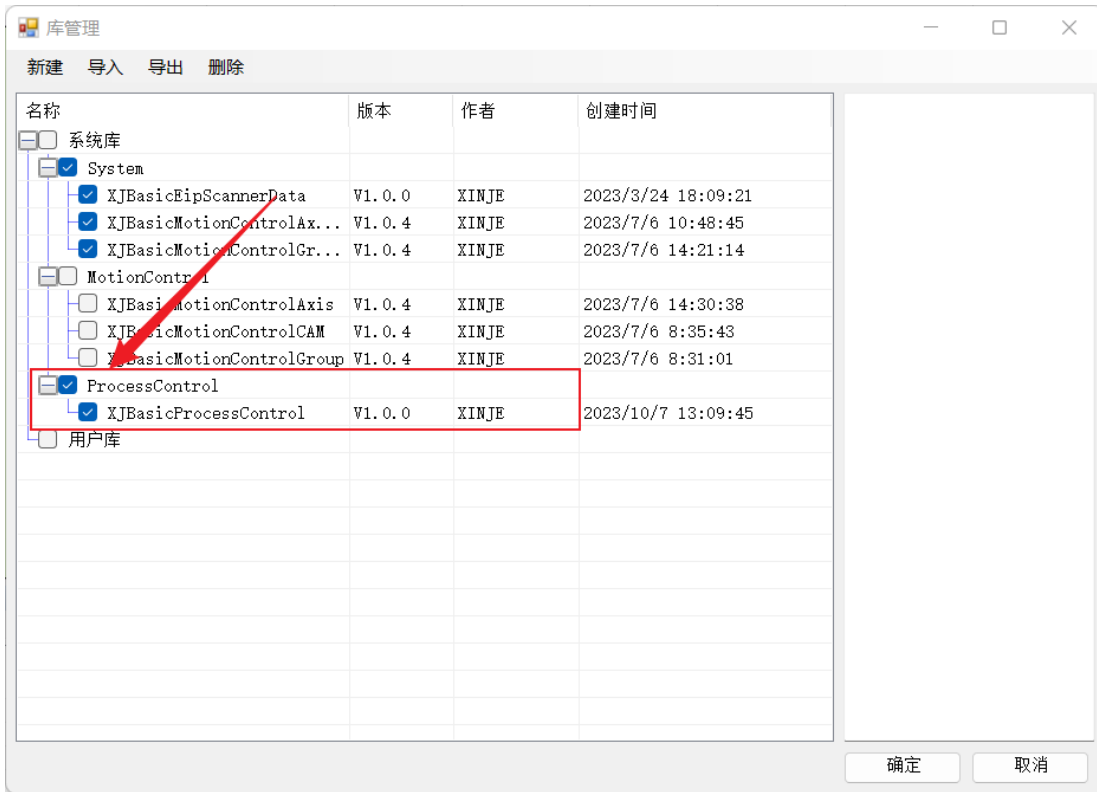 库管理
新建 导入 导出 删除
名称 版本 作者 创建时间
系统库
System
XJBasicEipScannerData V1.0.0 XINJE 2023/3/24 18:09:21
XJBasicMotionControlAx... V1.0.4 XINJE 2023/7/6 10:48:45
XJBasicMotionControlGr... V1.0.4 XINJE 2023/7/6 14:21:14
MotionControl
XJBasicMotionControlAxis V1.0.4 XINJE 2023/7/6 14:30:38
XJBasicMotionControlCAM V1.0.4 XINJE 2023/7/6 8:35:43
XJBasicMotionControlGroup V1.0.4 XINJE 2023/7/6 8:31:01
ProcessControl
XJBasicProcessControl V1.0.0 XINJE 2023/10/7 13:09:45
用户库
确定 取消